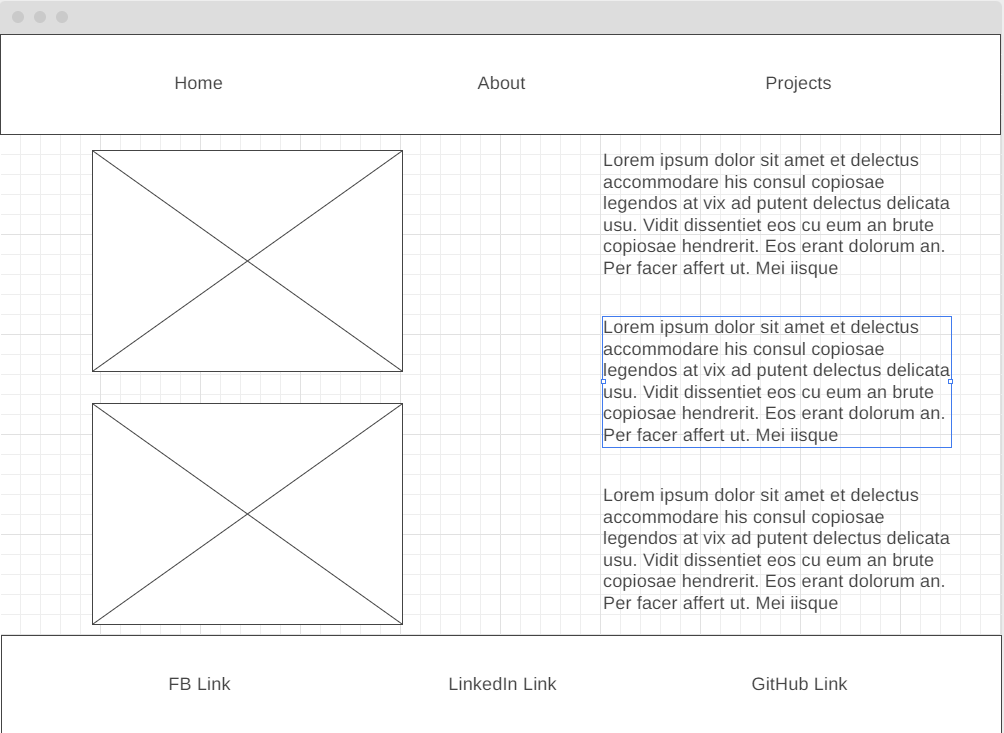 Home
About
Projects
Lorem ipsum dolor sit amet et delectus
accommodare his consul copiosae
legendos at vix ad putent delectus delicata
usu. Vidit dissentiet eos cu eum an brute
copiosae hendrerit. Eos erant dolorum an.
Per facer affert ut. Mei iisque
Lorem ipsum dolor sit amet et delectus
accommodare his consul copiosae
legendos at vix ad putent delectus delicata
usu. Vidit dissentiet eos cu eum an brute
copiosae hendrerit. Eos erant dolorum an.
Per facer affert ut. Mei iisque
Lorem ipsum dolor sit amet et delectus
accommodare his consul copiosae
legendos at vix ad putent delectus delicata
usu. Vidit dissentiet eos cu eum an brute
copiosae hendrerit. Eos erant dolorum an.
Per facer affert ut. Mei iisque
FB Link
LinkedIn Link
GitHub Link